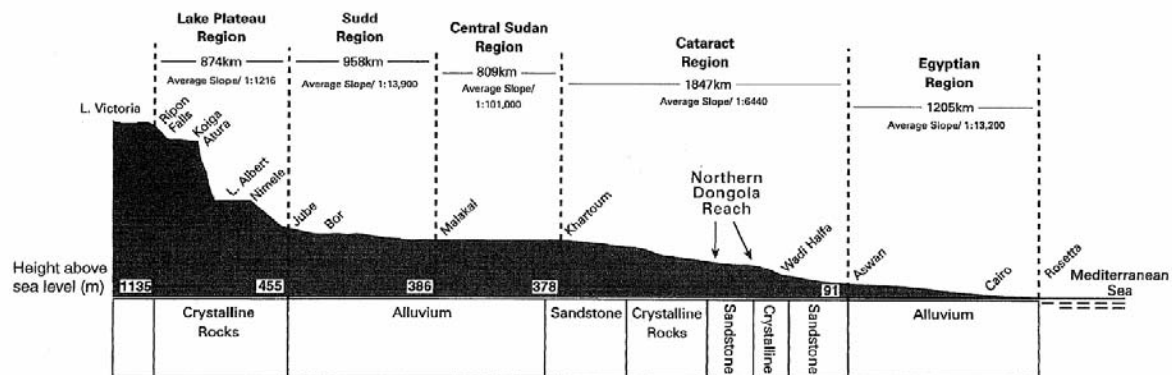 Lake Plateau
Region
874km
Average Slope/ 1:1216
Sudd
Region
958km
Average Slope/ 1:13,900
Central Sudan
Region
809km
Average Slope/
1:101,000
Cataract
Region
1847km
Average Slope/ 1:6440
Egyptian
Region
1205km
Average Slope/ 1:13,200
L. Victoria
Ripon
Falls
Koiga
Atura
L. Albert
Nimele
Jube
Bor
Malakal
Khartoum
Northern
Dongola
Reach
Wadi Halfa
Aswan
Cairo
Rosetta
Mediterranean
Sea
Height above
sea level (m)
1135
455
386
378
91
Crystalline
Rocks
Alluvium
Sandstone
Crystalline
Rocks
Sandstone
Crystalline
Sandstone
Alluvium